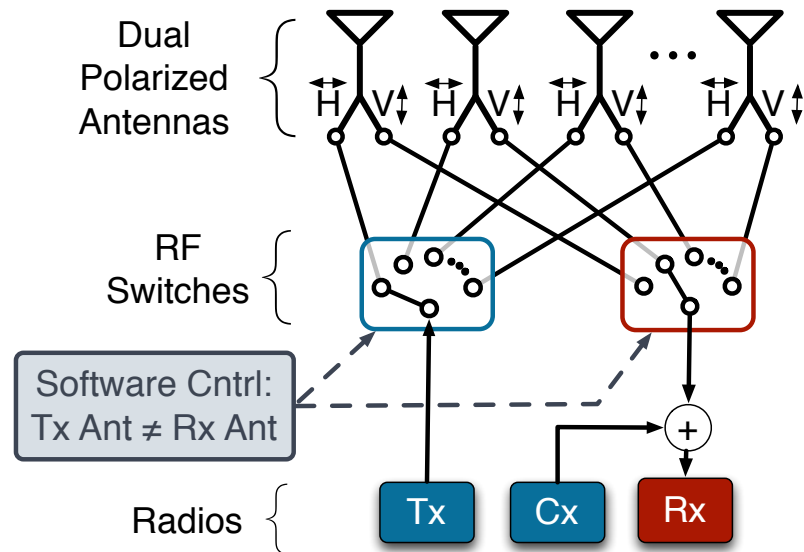 Dual
Polarized
Antennas
H V H V H V H V
RF
Switches
Software Cntrl:
Tx Ant ≠ Rx Ant
+
Radios
Tx
Cx
Rx